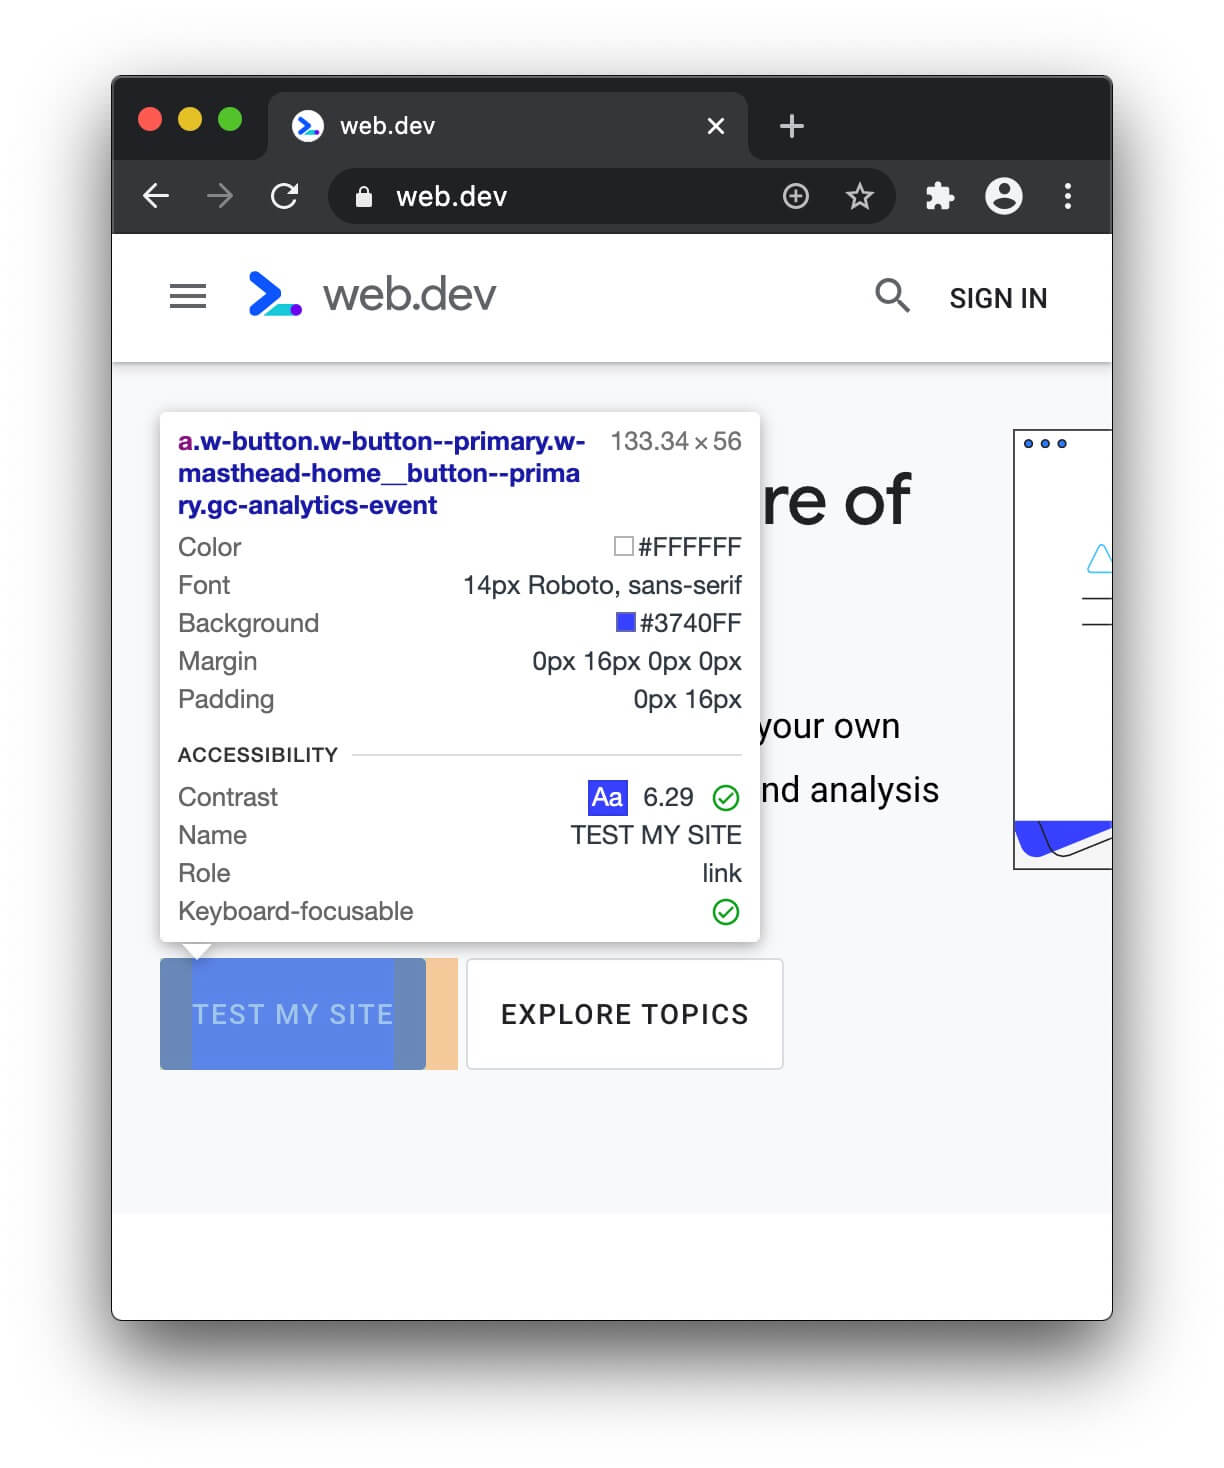 web.dev
web.dev
web.dev
SIGN IN
a.w-button.w-button--primary.w-
masthead-home__button--prima
ry.gc-analytics-event
133.34 × 56
Color #FFFFFF
Font 14px Roboto, sans-serif
Background #3740FF
Margin 0px 16px 0px 0px
Padding 0px 16px
ACCESSIBILITY
Contrast Aa 6.29
Name TEST MY SITE
Role link
Keyboard-focusable
re of
your own
nd analysis
TEST MY SITE
EXPLORE TOPICS